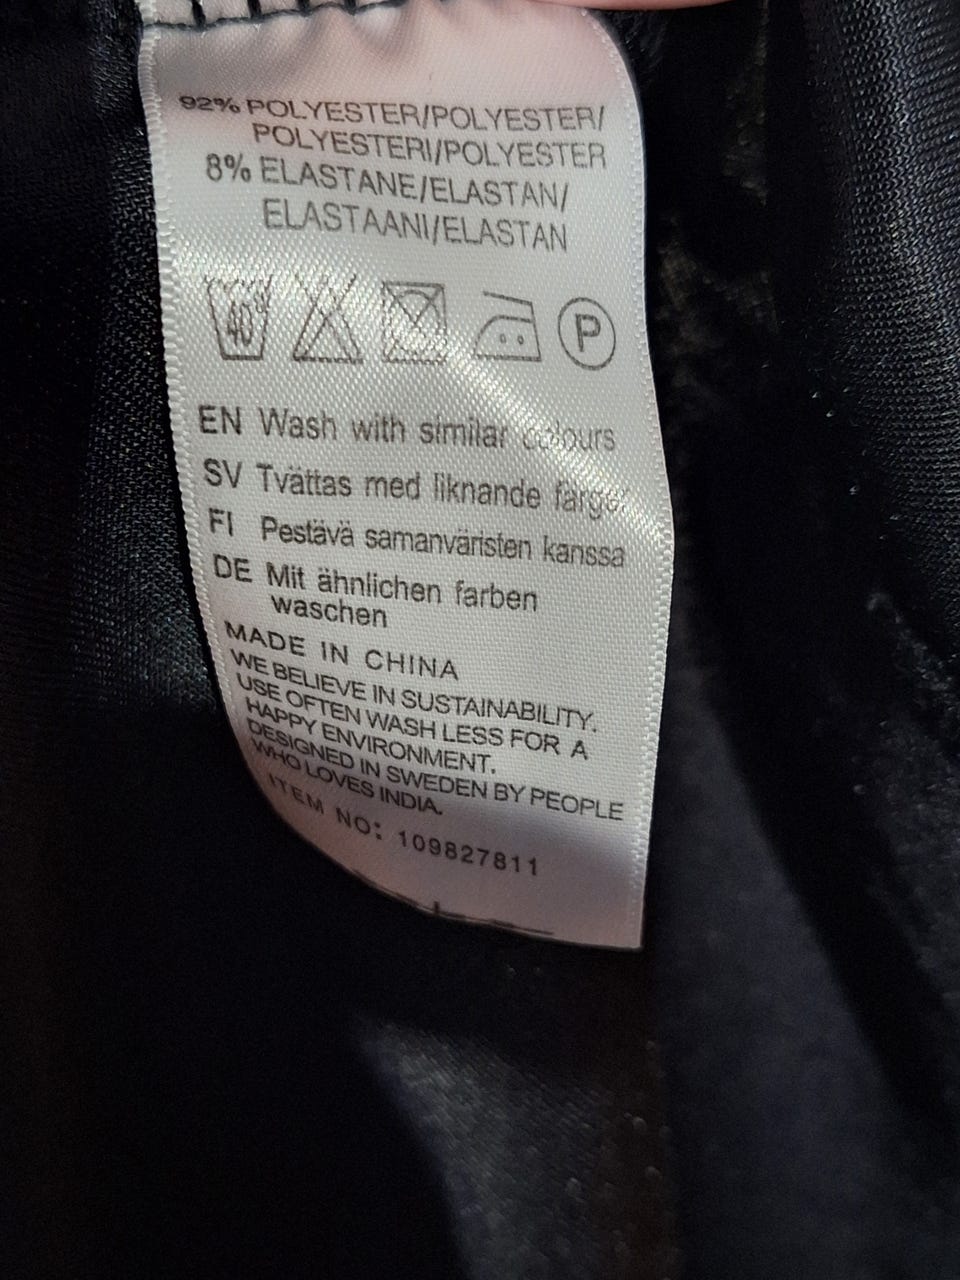 92% POLYESTER/POLYESTER/
POLYESTERI/POLYESTER
8% ELASTANE/ELASTAN/
ELASTAANI/ELASTAN
40° P
EN Wash with similar colours
SV Tvättas med liknande färger
FI Pestävä samanväristen kanssa
DE Mit ähnlichen farben
waschen
MADE IN CHINA
WE BELIEVE IN SUSTAINABILITY.
USE OFTEN WASH LESS FOR A
HAPPY ENVIRONMENT.
DESIGNED IN SWEDEN BY PEOPLE
WHO LOVES INDIA.
ITEM NO: 109827811